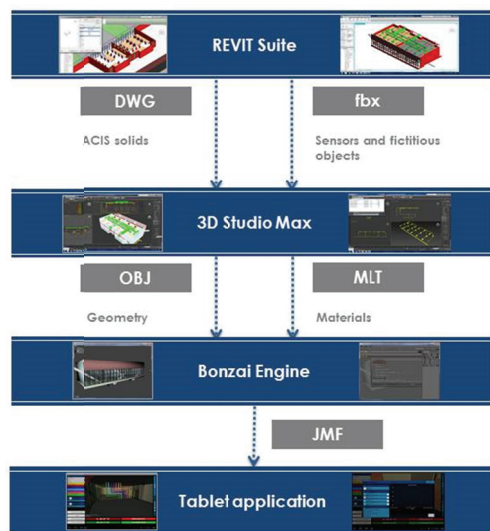 REVIT Suite
DWG
fbx
ACIS solids
Sensors and fictitious
objects
3D Studio Max
OBJ
MLT
Geometry
Materials
Bonzai Engine
JMF
Tablet application